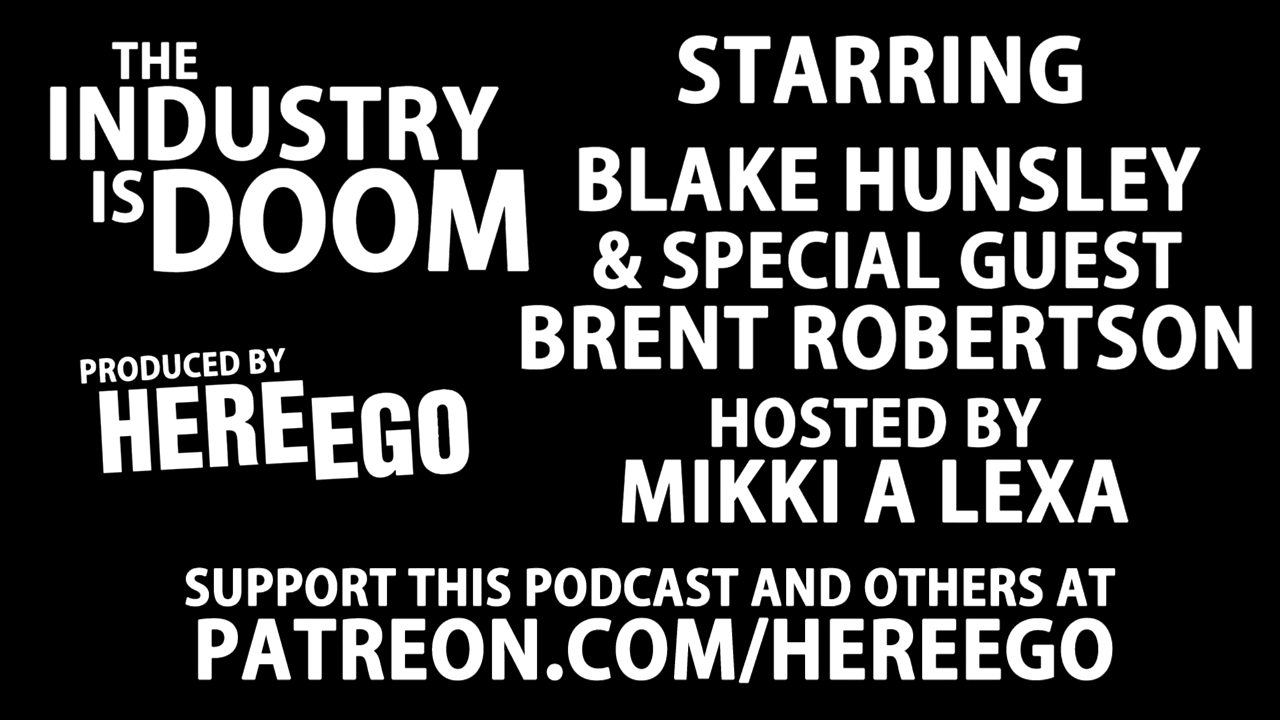 THE
INDUSTRY
IS DOOM
PRODUCED BY
HEREEGO
STARRING
BLAKE HUNSLEY
& SPECIAL GUEST
BRENT ROBERTSON
HOSTED BY
MIKKI A LEXA
SUPPORT THIS PODCAST AND OTHERS AT
PATREON.COM/HEREEGO